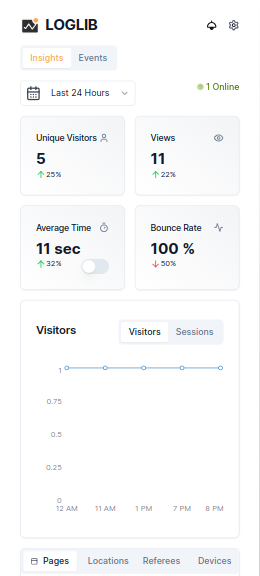 LOGLIB
Insights Events
Last 24 Hours
1 Online
Unique Visitors
5
25%
Views
11
22%
Average Time
11 sec
32%
Bounce Rate
100 %
50%
Visitors
Visitors Sessions
1
0.75
0.5
0.25
0
12 AM 11 AM 1 PM 7 PM 8 PM
Pages Locations Referees Devices